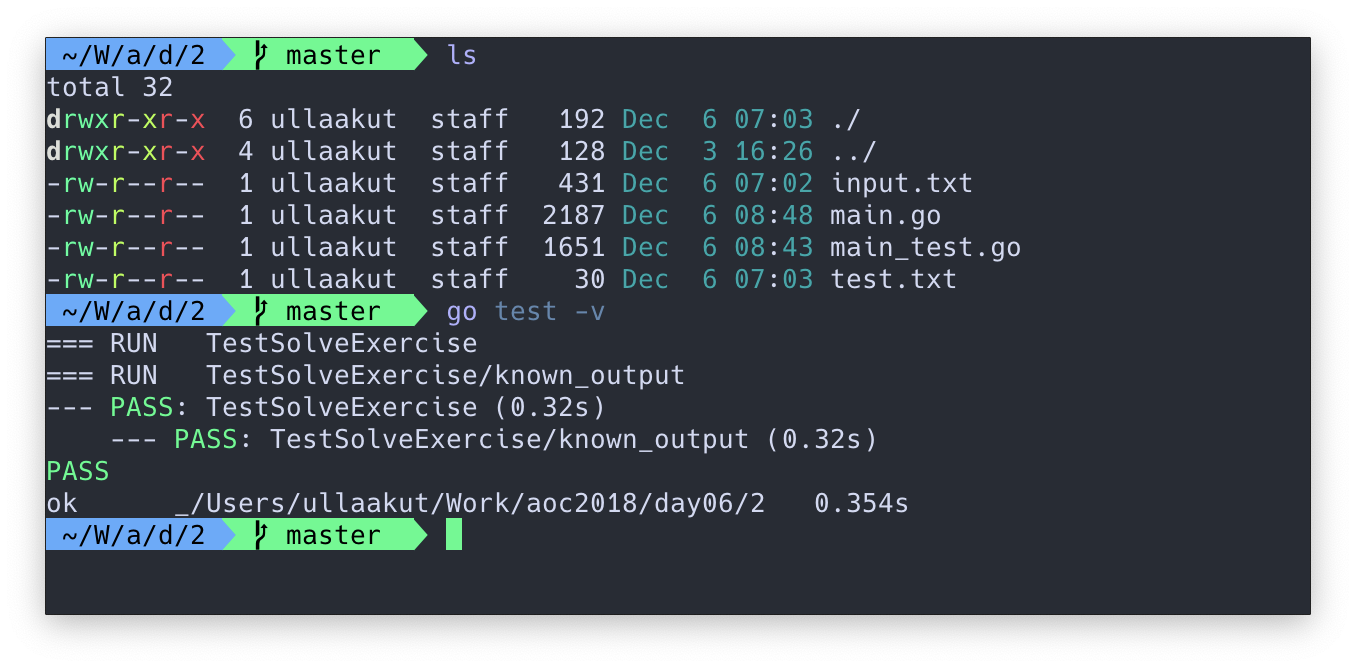 ~/W/a/d/2 master ls
total 32
drwxr-xr-x  6 ullaakut  staff   192 Dec  6 07:03 ./
drwxr-xr-x  4 ullaakut  staff   128 Dec  3 16:26 ../
-rw-r--r--  1 ullaakut  staff   431 Dec  6 07:02 input.txt
-rw-r--r--  1 ullaakut  staff  2187 Dec  6 08:48 main.go
-rw-r--r--  1 ullaakut  staff  1651 Dec  6 08:43 main_test.go
-rw-r--r--  1 ullaakut  staff    30 Dec  6 07:03 test.txt
~/W/a/d/2 master go test -v
=== RUN   TestSolveExercise
=== RUN   TestSolveExercise/known_output
--- PASS: TestSolveExercise (0.32s)
    --- PASS: TestSolveExercise/known_output (0.32s)
PASS
ok      _/Users/ullaakut/Work/aoc2018/day06/2   0.354s
~/W/a/d/2 master